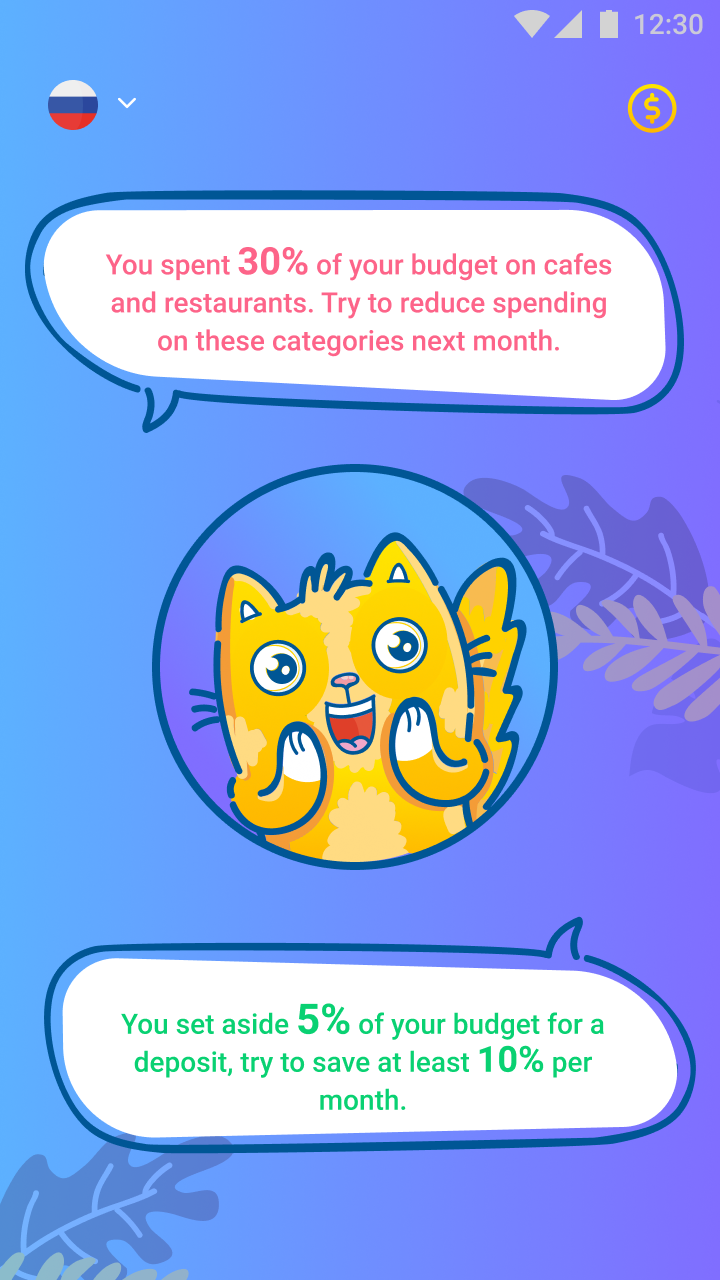 12:30
$
You spent 30% of your budget on cafes
and restaurants. Try to reduce spending
on these categories next month.
You set aside 5% of your budget for a
deposit, try to save at least 10% per
month.